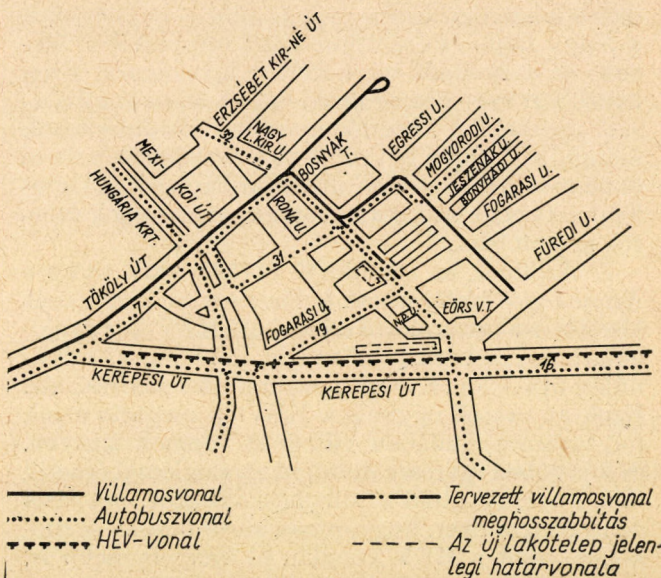 ERZSÉBET KIR-NÉ ÚT
32
NAGY
L. KIR U.
MEXI-
KÓI ÚT
HUNGÁRIA KRT.
BOSNYÁK
T.
EGRESSI U.
MOGYORÓDI U.
JESZENÁK U.
BONYHÁDI U.
FOGARASI U.
FÜREDI U.
RÓNA U.
TÖKÖLY ÚT
7
31
FOGARASI U.
19
EÖRS V.T.
KEREPESI ÚT
KEREPESI ÚT
Villamosvonal
Autóbuszvonal
HÉV-vonal
Tervezett villamosvonal
meghosszabbítás
Az új lakótelep jelen-
legi határvonala